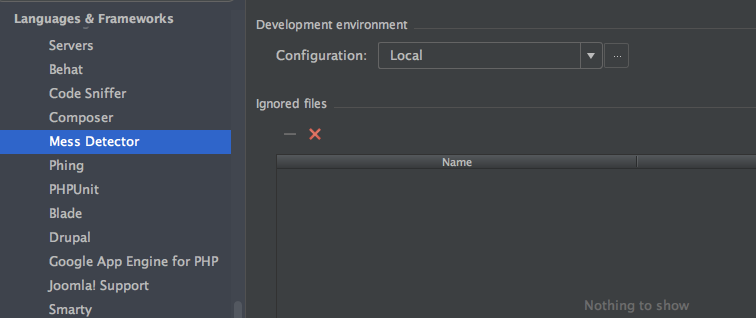 Languages & Frameworks
Servers
Behat
Code Sniffer
Composer
Mess Detector
Phing
PHPUnit
Blade
Drupal
Google App Engine for PHP
Joomla! Support
Smarty
Development environment
Configuration: Local ...
Ignored files
Name
Nothing to show